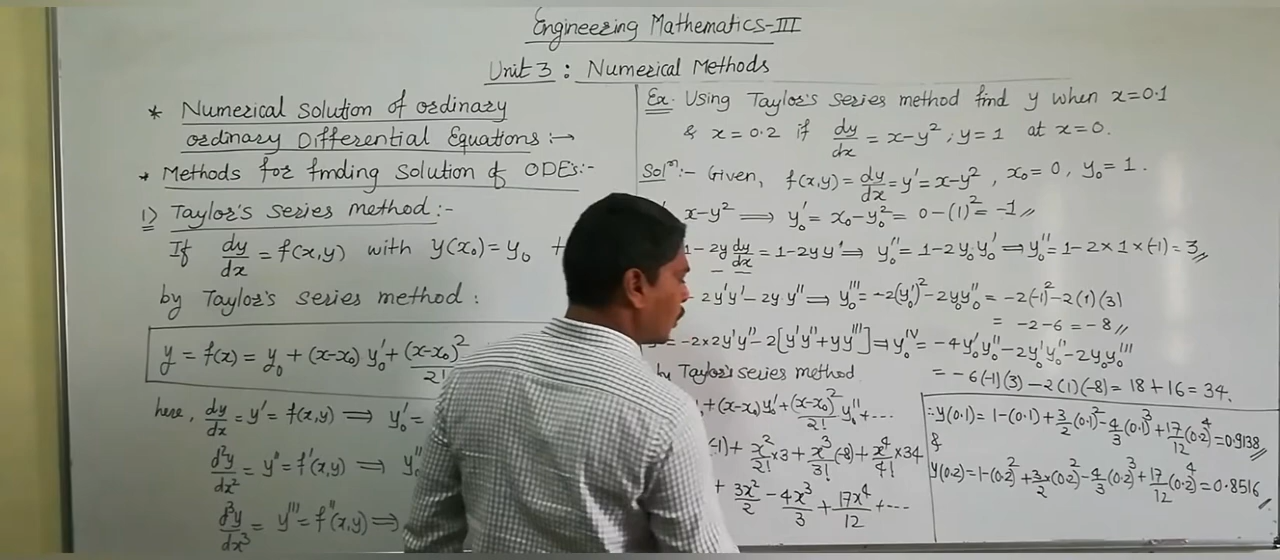 Engineering Mathematics-III
Unit 3 : Numerical Methods
* Numerical Solution of ordinary
ordinary Differential Equations :→
* Methods for finding Solution of ODE's:-
1) Taylor's Series method :-
If dy/dx = f(x,y) with y(x₀) = y₀
by Taylor's series method :
y = f(x) = y₀ + (x-x₀) y₀' + (x-x₀)²/2!
here, dy/dx = y' = f(x,y) ⟹ y₀' =
d²y/dx² = y'' = f'(x,y) ⟹ y₀''
d³y/dx³ = y''' = f''(x,y) ⟹
Ex. Using Taylor's series method find y when x=0.1
& x = 0.2 if dy/dx = x-y² , y=1 at x=0.
Solⁿ :- Given, f(x,y) = dy/dx = y' = x-y² , x₀=0, y₀=1.
x-y² ⟹ y₀' = x₀-y₀² = 0-(1)² = -1 //
1- 2y dy/dx = 1-2yy' ⟹ y₀'' = 1-2y₀y₀' ⟹ y₀'' = 1-2×1×(-1) = 3 //
- 2y'y' - 2y.y'' ⟹ y₀''' = -2(y₀')² - 2y₀y₀'' = -2(-1)² - 2(1)(3)
= -2-6 = -8 //
= -2×2y'y'' - 2[y'y''+yy'''] ⟹ y₀^IV = -4y₀'y₀'' - 2y₀'y₀'' - 2y₀y₀'''
= -6(-1)(3) - 2(1)(-8) = 18+16 = 34.
by Taylor's series method
+(x-x₀)y₀' + (x-x₀)²/2! y₀'' + ----
(-1) + x²/2! ×3 + x³/3! (-8) + x⁴/4! ×34
+ 3x²/2 - 4x³/3 + 17x⁴/12 + ----
∴ y(0.1) = 1-(0.1) + 3/2 (0.1)² - 4/3 (0.1)³ + 17/12 (0.2)⁴ = 0.9138 //
&
y(0.2) = 1-(0.2)² + 3/2 × (0.2)² - 4/3 (0.2)³ + 17/12 (0.2)⁴ = 0.8516 //